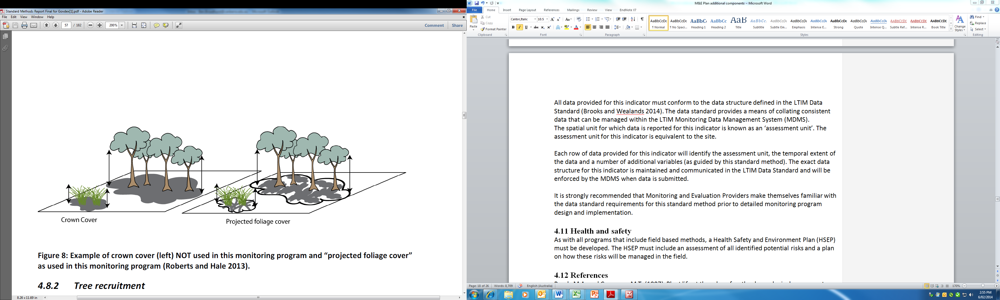 Standard Methods Report Final for Govdex[1].pdf - Adobe Reader
File Edit View Window Help
57 / 182
200%
Comment Share
Crown Cover
Projected foliage cover
Figure 8: Example of crown cover (left) NOT used in this monitoring program and “projected foliage cover”
as used in this monitoring program (Roberts and Hale 2013).
4.8.2 Tree recruitment
8.26 x 11.69 in
M&E Plan additional components - Microsoft Word
File Home Insert Page Layout References Mailings Review View EndNote X7
Paste
Cut
Copy
Format Painter
Clipboard
Calibri,Italic 10.5
Font
Paragraph
AaBbCcDc AaBbCcDc AaBbC AaBbCc AaB AaBbCc. AaBbCcDc AaBbCcDc AaBbCcDc AaBbCcDc AaBbCcDc AaBbCcDc AaBbCcDc AaBbCcDc AaBbCcDc
¶ Normal ¶ No Spaci... Heading 1 Heading 2 Title Subtitle Subtle Em... Emphasis Intense E... Strong Quote Intense Q... Subtle Ref... Intense R... Book Title
Change
Styles
Styles
Find
Replace
Select
Editing
All data provided for this indicator must conform to the data structure defined in the LTIM Data
Standard (Brooks and Wealands 2014). The data standard provides a means of collating consistent
data that can be managed within the LTIM Monitoring Data Management System (MDMS).
The spatial unit for which data is reported for this indicator is known as an ‘assessment unit’. The
assessment unit for this indicator is equivalent to the site.
Each row of data provided for this indicator will identify the assessment unit, the temporal extent of
the data and a number of additional variables (as guided by this standard method). The exact data
structure for this indicator is maintained and communicated in the LTIM Data Standard and will be
enforced by the MDMS when data is submitted.
It is strongly recommended that Monitoring and Evaluation Providers make themselves familiar with
the data standard requirements for this standard method prior to detailed monitoring program
design and implementation.
4.11 Health and safety
As with all programs that include field based methods, a Health Safety and Environment Plan (HSEP)
must be developed. The HSEP must include an assessment of all identified potential risks and a plan
on how these risks will be managed in the field.
4.12 References
Page: 18 of 26 Words: 8,709 English (Australia) 170%
2:55 PM
6/02/2014